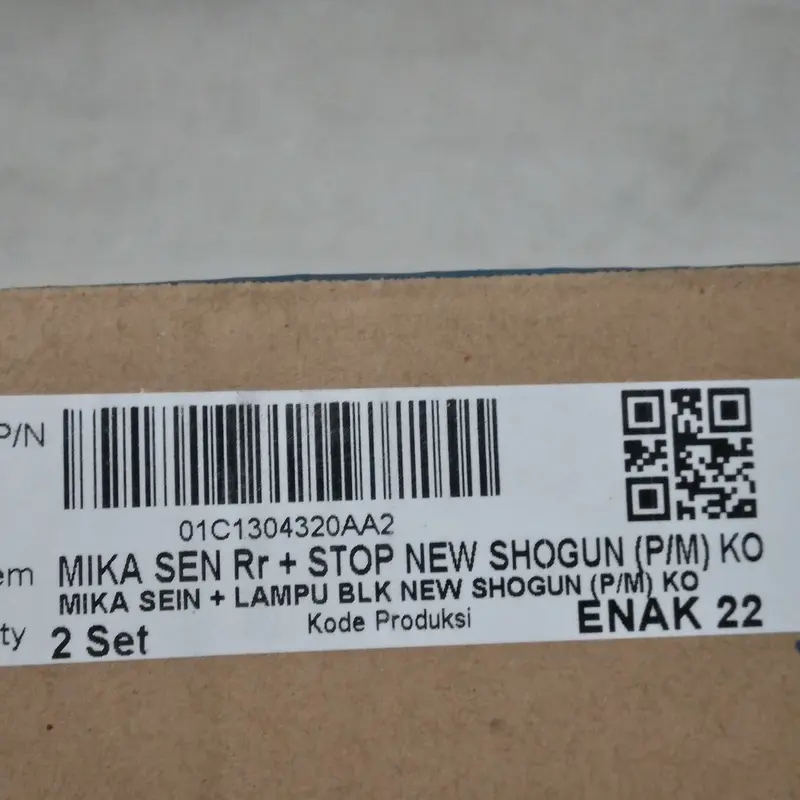 P/N
01C1304320AA2
em MIKA SEN Rr + STOP NEW SHOGUN (P/M) KO
MIKA SEIN + LAMPU BLK NEW SHOGUN (P/M) KO
ty 2 Set Kode Produksi ENAK 22